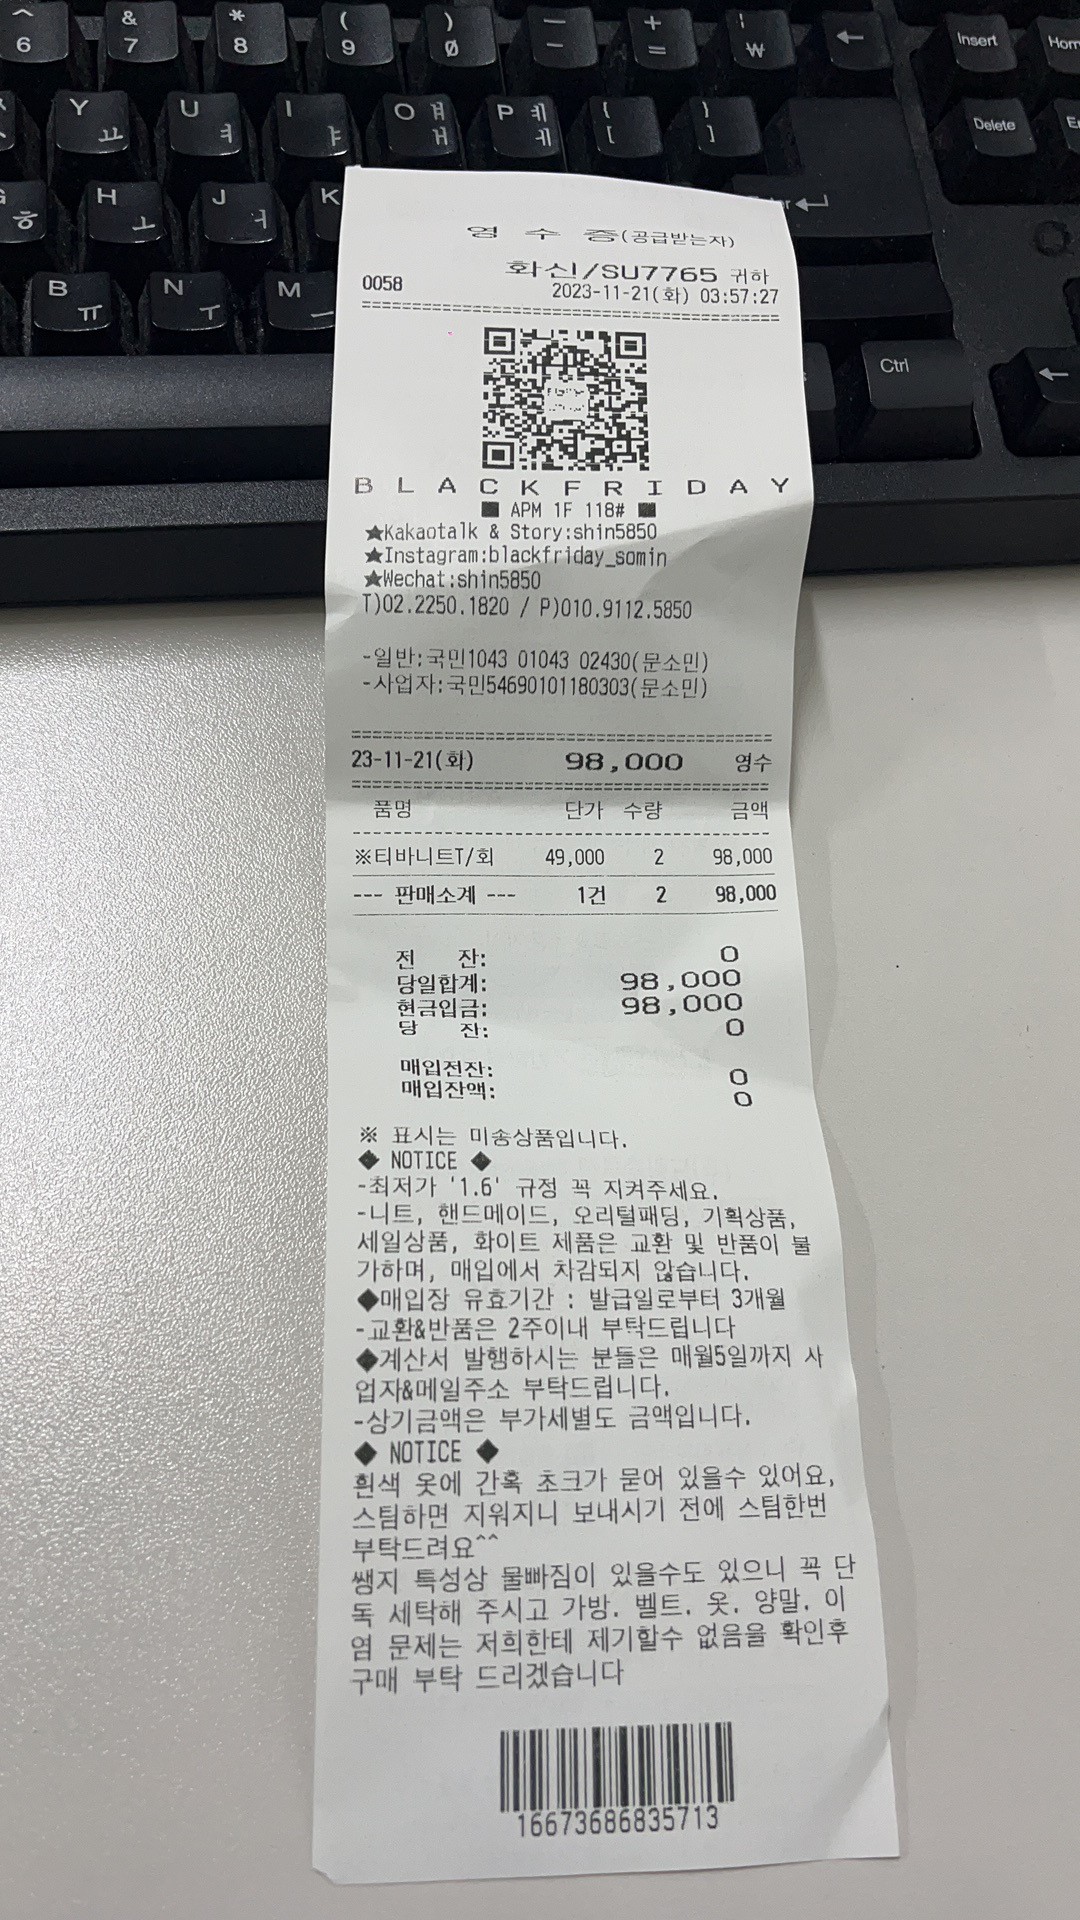 ^ & * ( ) — + ¦
6 7 8 9 0 - = ₩ ← Insert
Y ㅛ U ㅕ I ㅑ O ㅒ ㅐ P ㅖ ㅔ { [ } ] Delete
ㅎ H ㅗ J ㅓ K
B ㅠ N ㅜ M ㅡ
Ctrl ←
영 수 증(공급받는자)
화신/SU7765 귀하
0058 2023-11-21(화) 03:57:27
BLACKFRIDAY
■ APM 1F 118# ■
★Kakaotalk & Story:shin5850
★Instagram:blackfriday_somin
★Wechat:shin5850
T)02.2250.1820 / P)010.9112.5850
-일반:국민1043 01043 02430(문소민)
-사업자:국민54690101180303(문소민)
23-11-21(화) 98,000 영수
품명 단가 수량 금액
※티바니트T/회 49,000 2 98,000
--- 판매소계 --- 1건 2 98,000
전 잔: 0
당일합계: 98,000
현금입금: 98,000
당 잔: 0
매입전잔: 0
매입잔액: 0
※ 표시는 미송상품입니다.
◆ NOTICE ◆
-최저가 '1.6' 규정 꼭 지켜주세요.
-니트, 핸드메이드, 오리털패딩, 기획상품,
세일상품, 화이트 제품은 교환 및 반품이 불
가하며, 매입에서 차감되지 않습니다.
◆매입장 유효기간 : 발급일로부터 3개월
-교환&반품은 2주이내 부탁드립니다
◆계산서 발행하시는 분들은 매월5일까지 사
업자&메일주소 부탁드립니다.
-상기금액은 부가세별도 금액입니다.
◆ NOTICE ◆
흰색 옷에 간혹 초크가 묻어 있을수 있어요,
스팀하면 지워지니 보내시기 전에 스팀한번
부탁드려요^^
쌩지 특성상 물빠짐이 있을수도 있으니 꼭 단
독 세탁해 주시고 가방. 벨트. 옷. 양말. 이
염 문제는 저희한테 제기할수 없음을 확인후
구매 부탁 드리겠습니다
16673686835713